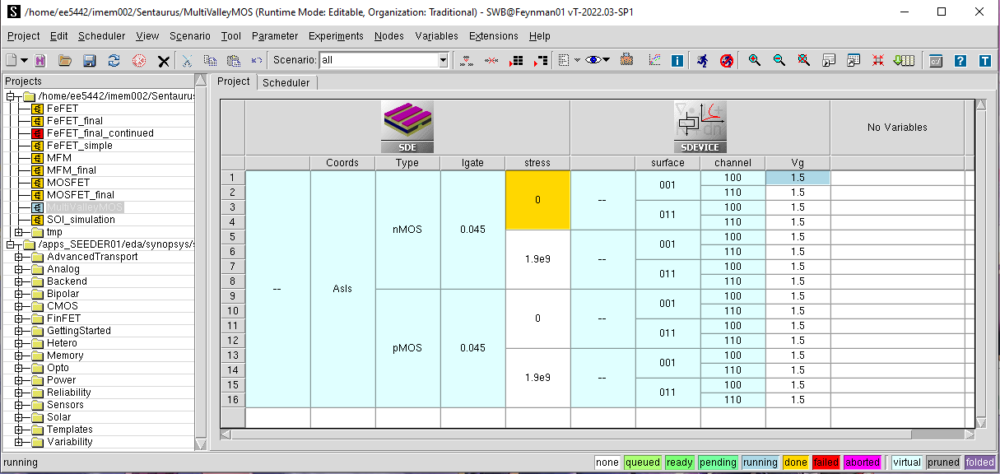 S /home/ee5442/imem002/Sentaurus/MultiValleyMOS (Runtime Mode: Editable, Organization: Traditional) - SWB@Feynman01 vT-2022.03-SP1
Project Edit Scheduler View Scenario Tool Parameter Experiments Nodes Variables Extensions Help
Scenario: all
Projects
/home/ee5442/imem002/Sentauru
FeFET
FeFET_final
FeFET_final_continued
FeFET_simple
MFM
MFM_final
MOSFET
MOSFET_final
MultiValleyMOS
SOI_simulation
tmp
/apps_SEEDER01/eda/synopsys/s
AdvancedTransport
Analog
Backend
Bipolar
CMOS
FinFET
GettingStarted
Hetero
Memory
Opto
Power
Reliability
Sensors
Solar
Templates
Variability
Project Scheduler
SDE SDEVICE No Variables
Coords Type lgate stress surface channel Vg
1 100 1.5
001
2 110 1.5
0 --
3 100 1.5
011
4 110 1.5
nMOS 0.045
5 100 1.5
001
6 110 1.5
1.9e9 --
7 100 1.5
011
8 110 1.5
-- AsIs
9 100 1.5
001
10 110 1.5
0 --
11 100 1.5
011
12 110 1.5
pMOS 0.045
13 100 1.5
001
14 110 1.5
1.9e9 --
15 100 1.5
011
16 110 1.5
running
none queued ready pending running done failed aborted virtual pruned folded